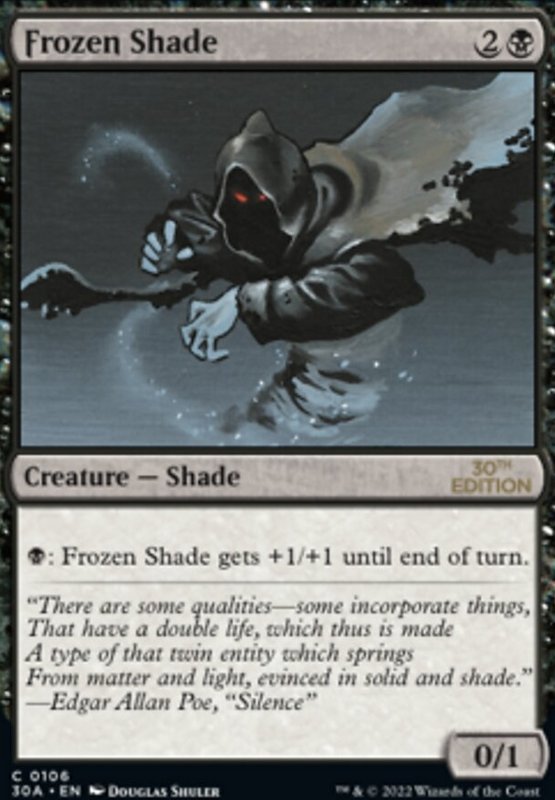 Frozen Shade 2
Creature — Shade
30TH
EDITION
: Frozen Shade gets +1/+1 until end of turn.
“There are some qualities—some incorporate things,
That have a double life, which thus is made
A type of that twin entity which springs
From matter and light, evinced in solid and shade.”
—Edgar Allan Poe, “Silence”
0/1
C 0106
30A • EN Douglas Shuler
™ & © 2022 Wizards of the Coast